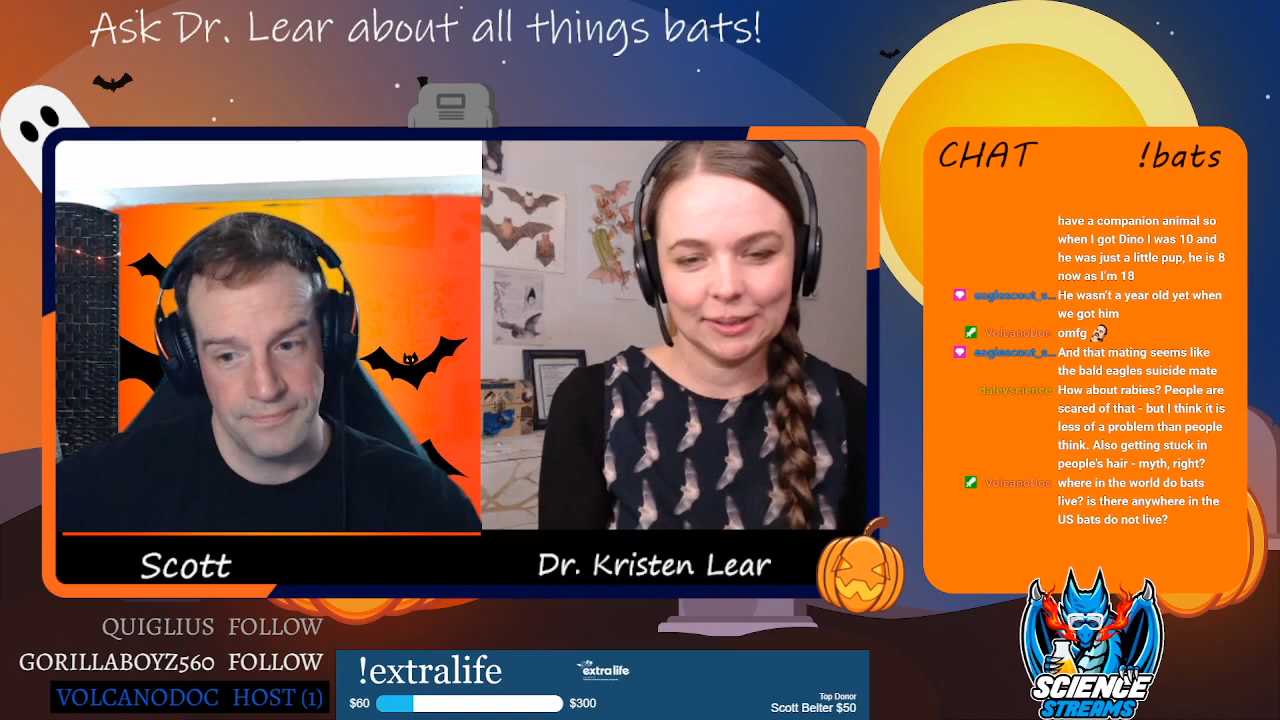 Ask Dr. Lear about all things bats!
CHAT !bats
have a companion animal so
when I got Dino I was 10 and
he was just a little pup, he is 8
now as I'm 18
eaglescout_s... He wasn't a year old yet when
we got him
VolcanoDoc omfg
eaglescout_s... And that mating seems like
the bald eagles suicide mate
daleyscience How about rabies? People are
scared of that - but I think it is
less of a problem than people
think. Also getting stuck in
people's hair - myth, right?
VolcanoDoc where in the world do bats
live? is there anywhere in the
US bats do not live?
Scott
Dr. Kristen Lear
QUIGLIUS FOLLOW
GORILLABOYZ560 FOLLOW
VOLCANODOC HOST (1)
!extralife
extralife
$60 $300
Top Donor
Scott Belter $50
SCIENCE
STREAMS